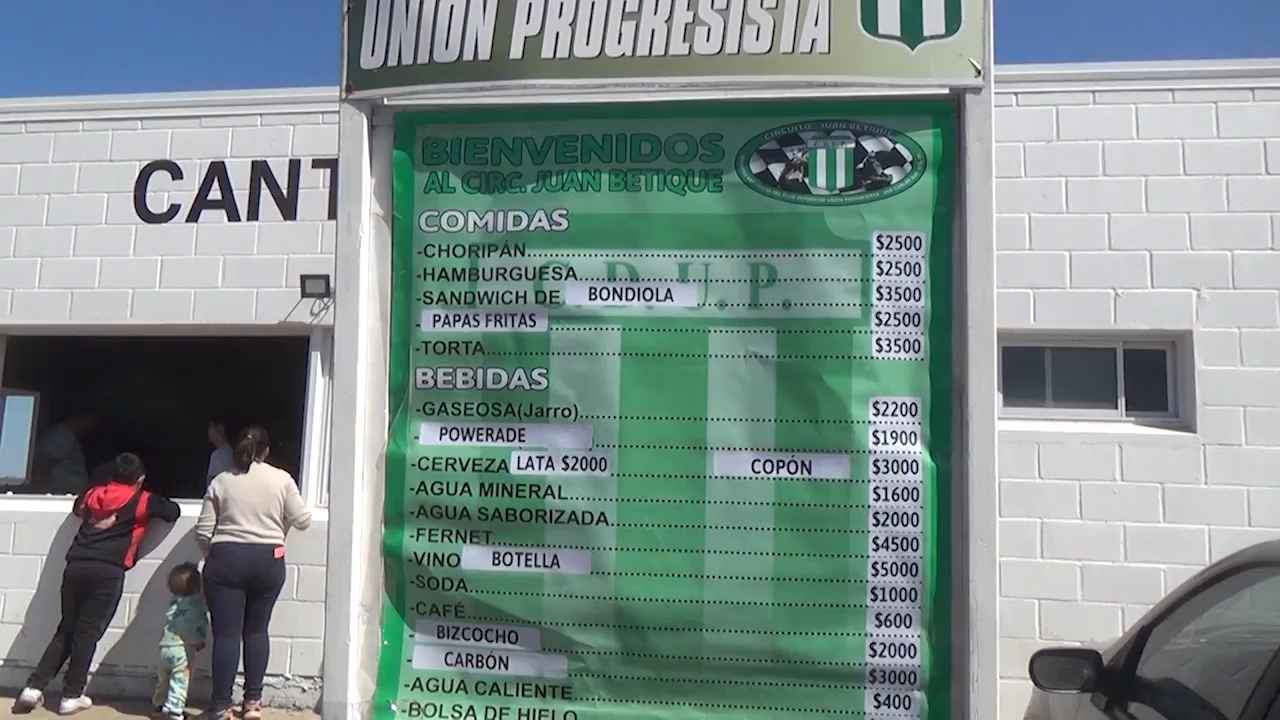 UNION PROGRESISTA
CANT
BIENVENIDOS
AL CIRC. JUAN BETIQUE
CIRCUITO JUAN BETIQUE
COMIDAS
-CHORIPÁN $2500
-HAMBURGUESA $2500
-SANDWICH DE BONDIOLA $3500
-PAPAS FRITAS $2500
-TORTA $3500
C.D.U.P.
BEBIDAS
-GASEOSA(Jarro) $2200
-POWERADE $1900
-CERVEZA LATA $2000 COPÓN $3000
-AGUA MINERAL $1600
-AGUA SABORIZADA $2000
-FERNET $4500
-VINO BOTELLA $5000
-SODA $1000
-CAFÉ $600
-BIZCOCHO $2000
-CARBÓN $3000
-AGUA CALIENTE $400
-BOLSA DE HIELO